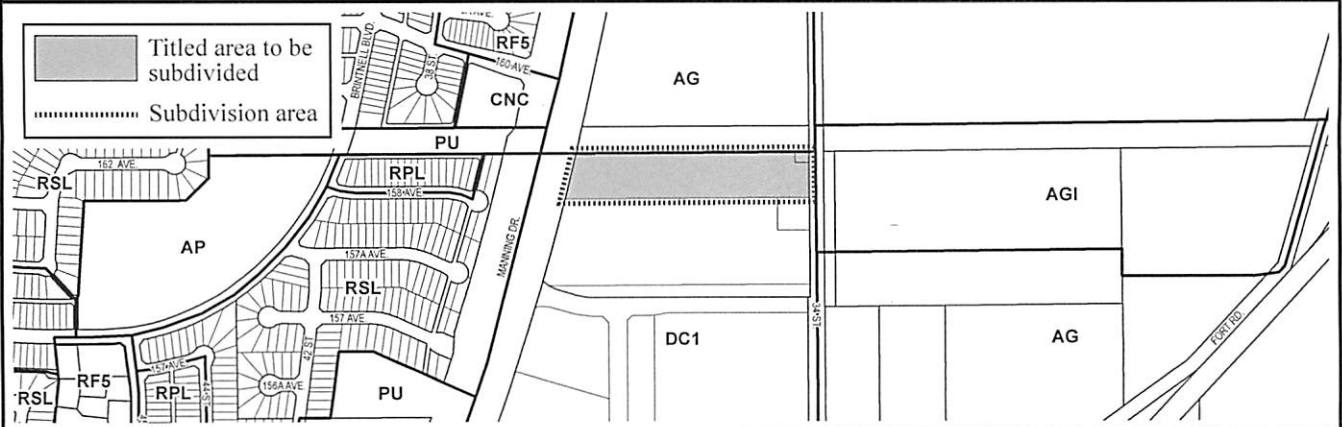 Titled area to be
subdivided
Subdivision area
BRINTNELL BLVD.
38 ST.
RF5
160 AVE.
CNC
AG
PU
162 AVE.
RSL
RPL
158 AVE.
AP
MANNING DR.
157A AVE.
RSL
AGI
157 AVE.
42 ST.
34 ST.
DC1
AG
FORT RD.
157 AVE.
RF5
RPL
44 ST.
156A AVE.
PU
RSL